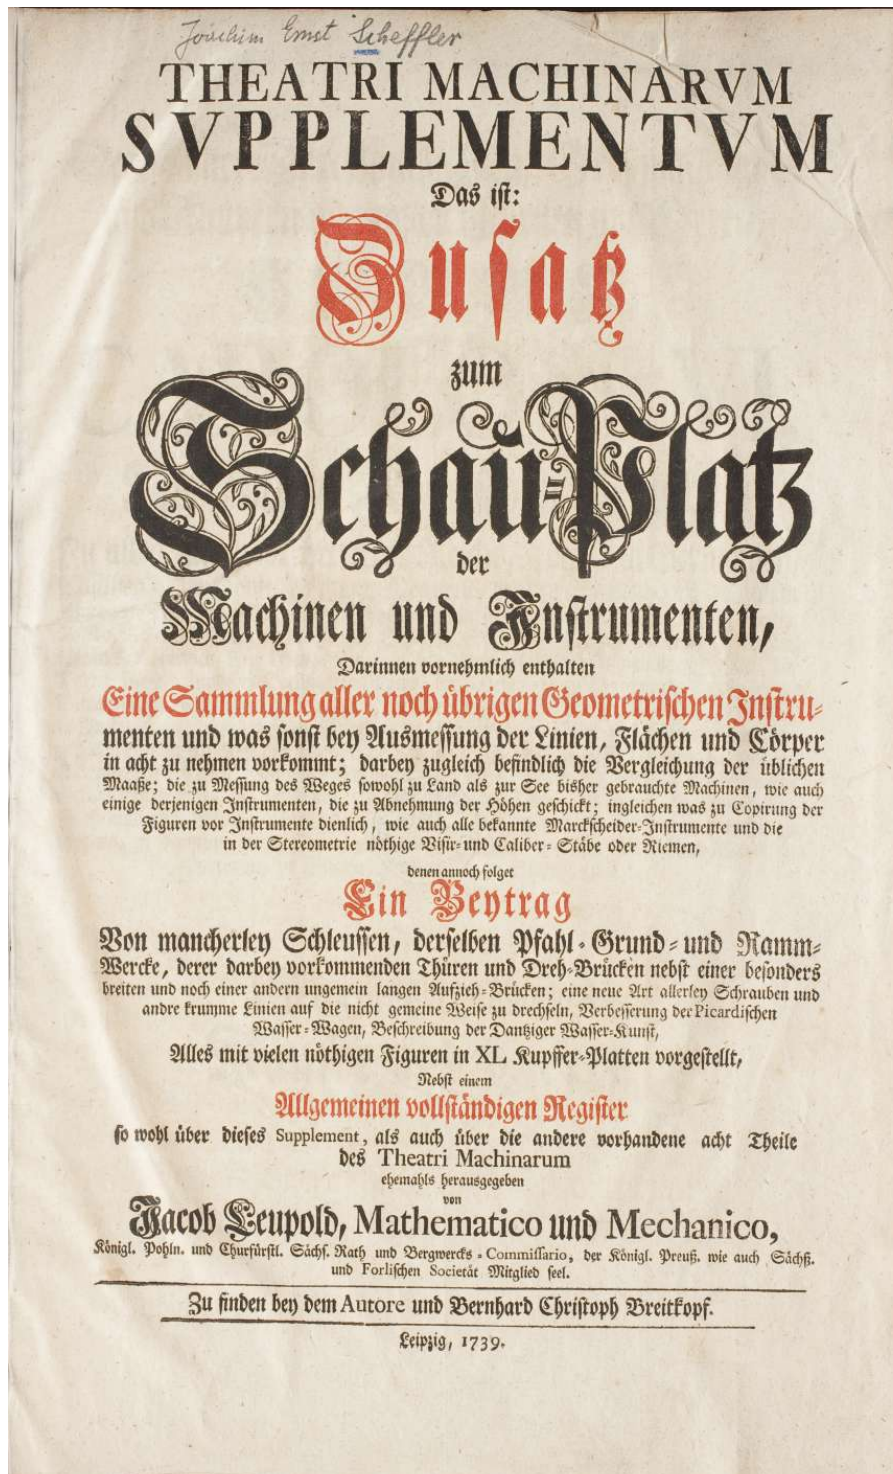 Joachim Ernst Scheffler
THEATRI MACHINARVM
SVPPLEMENTVM
Das ist:
Zusatz
zum
Schau-Platz
der
Machinen und Instrumenten,
Darinnen vornehmlich enthalten
Eine Sammlung aller noch übrigen Geometrischen Instru-
menten und was sonst bey Ausmessung der Linien, Flächen und Cörper
in acht zu nehmen vorkommt; darbey zugleich befindlich die Vergleichung der üblichen
Maaße; die zu Messung des Weges sowohl zu Land als zur See bisher gebrauchte Machinen, wie auch
einige derjenigen Instrumenten, die zu Abnehmung der Höhen geschickt; ingleichen was zu Copirung der
Figuren vor Instrumente dienlich, wie auch alle bekannte Marckscheider-Instrumente und die
in der Stereometrie nöthige Visir- und Caliber-Stäbe oder Riemen,
denen annoch folget
Ein Beytrag
Von mancherley Schleussen, derselben Pfahl-Grund- und Ramm-
Wercke, derer darbey vorkommenden Thüren und Dreh-Brücken nebst einer besonders
breiten und noch einer andern ungemein langen Aufzieh-Brücken; eine neue Art allerley Schrauben und
andre krumme Linien auf die nicht gemeine Weise zu drechseln, Verbesserung der Picardischen
Wasser-Wagen, Beschreibung der Dantziger Wasser-Kunst,
Alles mit vielen nöthigen Figuren in XL Kupffer-Platten vorgestellt,
Nebst einem
Allgemeinen vollständigen Register
so wohl über dieses Supplement, als auch über die andere vorhandene acht Theile
des Theatri Machinarum
ehemahls herausgegeben
von
Jacob Leupold, Mathematico und Mechanico,
Königl. Pohln. und Churfürstl. Sächs. Rath und Bergwercks-Commissario, der Königl. Preuß. wie auch Sächß.
und Forlischen Societät Mitglied seel.
Zu finden bey dem Autore und Bernhard Christoph Breitkopf.
Leipzig, 1739.